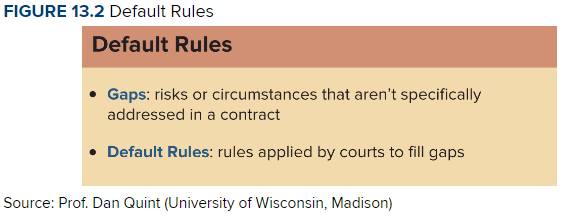 FIGURE 13.2 Default Rules
Default Rules
• Gaps: risks or circumstances that aren't specifically
addressed in a contract
• Default Rules: rules applied by courts to fill gaps
Source: Prof. Dan Quint (University of Wisconsin, Madison)